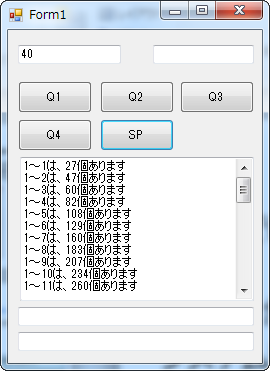 Form1
40
Q1 Q2 Q3
Q4 SP
1～1は、27個あります
1～2は、47個あります
1～3は、60個あります
1～4は、82個あります
1～5は、108個あります
1～6は、129個あります
1～7は、160個あります
1～8は、183個あります
1～9は、207個あります
1～10は、234個あります
1～11は、260個あります